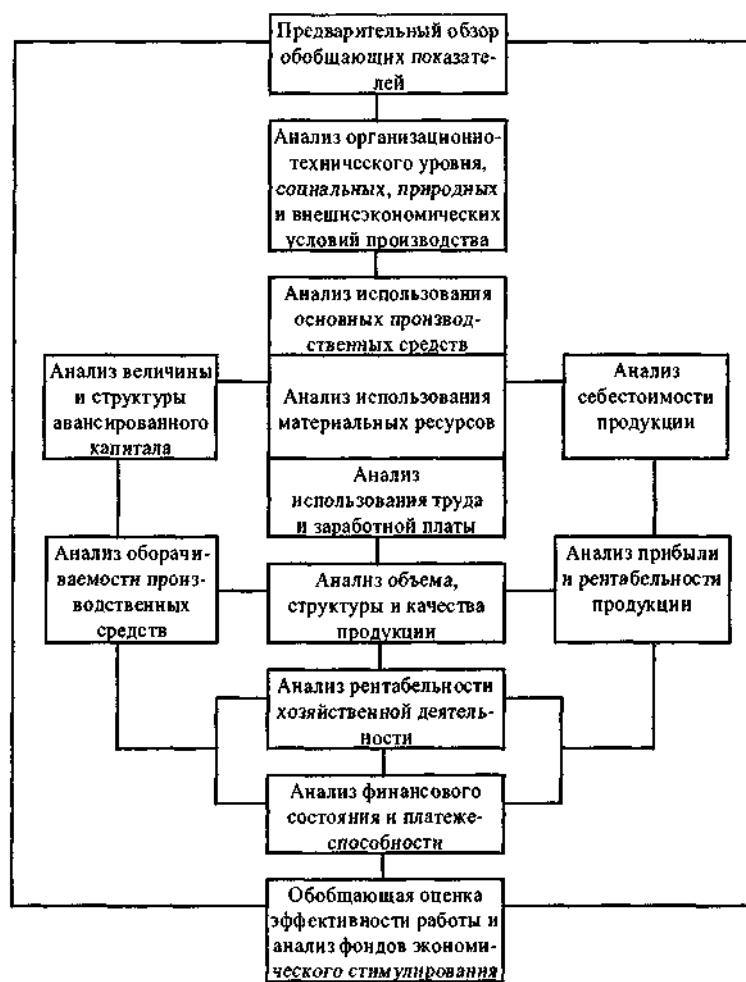 Предварительный обзор
обобщающих показате-
лей
Анализ организационно-
технического уровня,
социальных, природных
и внешнеэкономических
условий производства
Анализ использования
основных производ-
ственных средств
Анализ величины
и структуры
авансированного
капитала
Анализ использования
материальных ресурсов
Анализ
себестоимости
продукции
Анализ
использования труда
и заработной платы
Анализ оборачи-
ваемости произ-
водственных
средств
Анализ объема,
структуры и качества
продукции
Анализ прибыли
и рентабельности
продукции
Анализ рентабельности
хозяйственной деятель-
ности
Анализ финансового
состояния и платеже-
способности
Обобщающая оценка
эффективности работы и
анализ фондов экономи-
ческого стимулирования